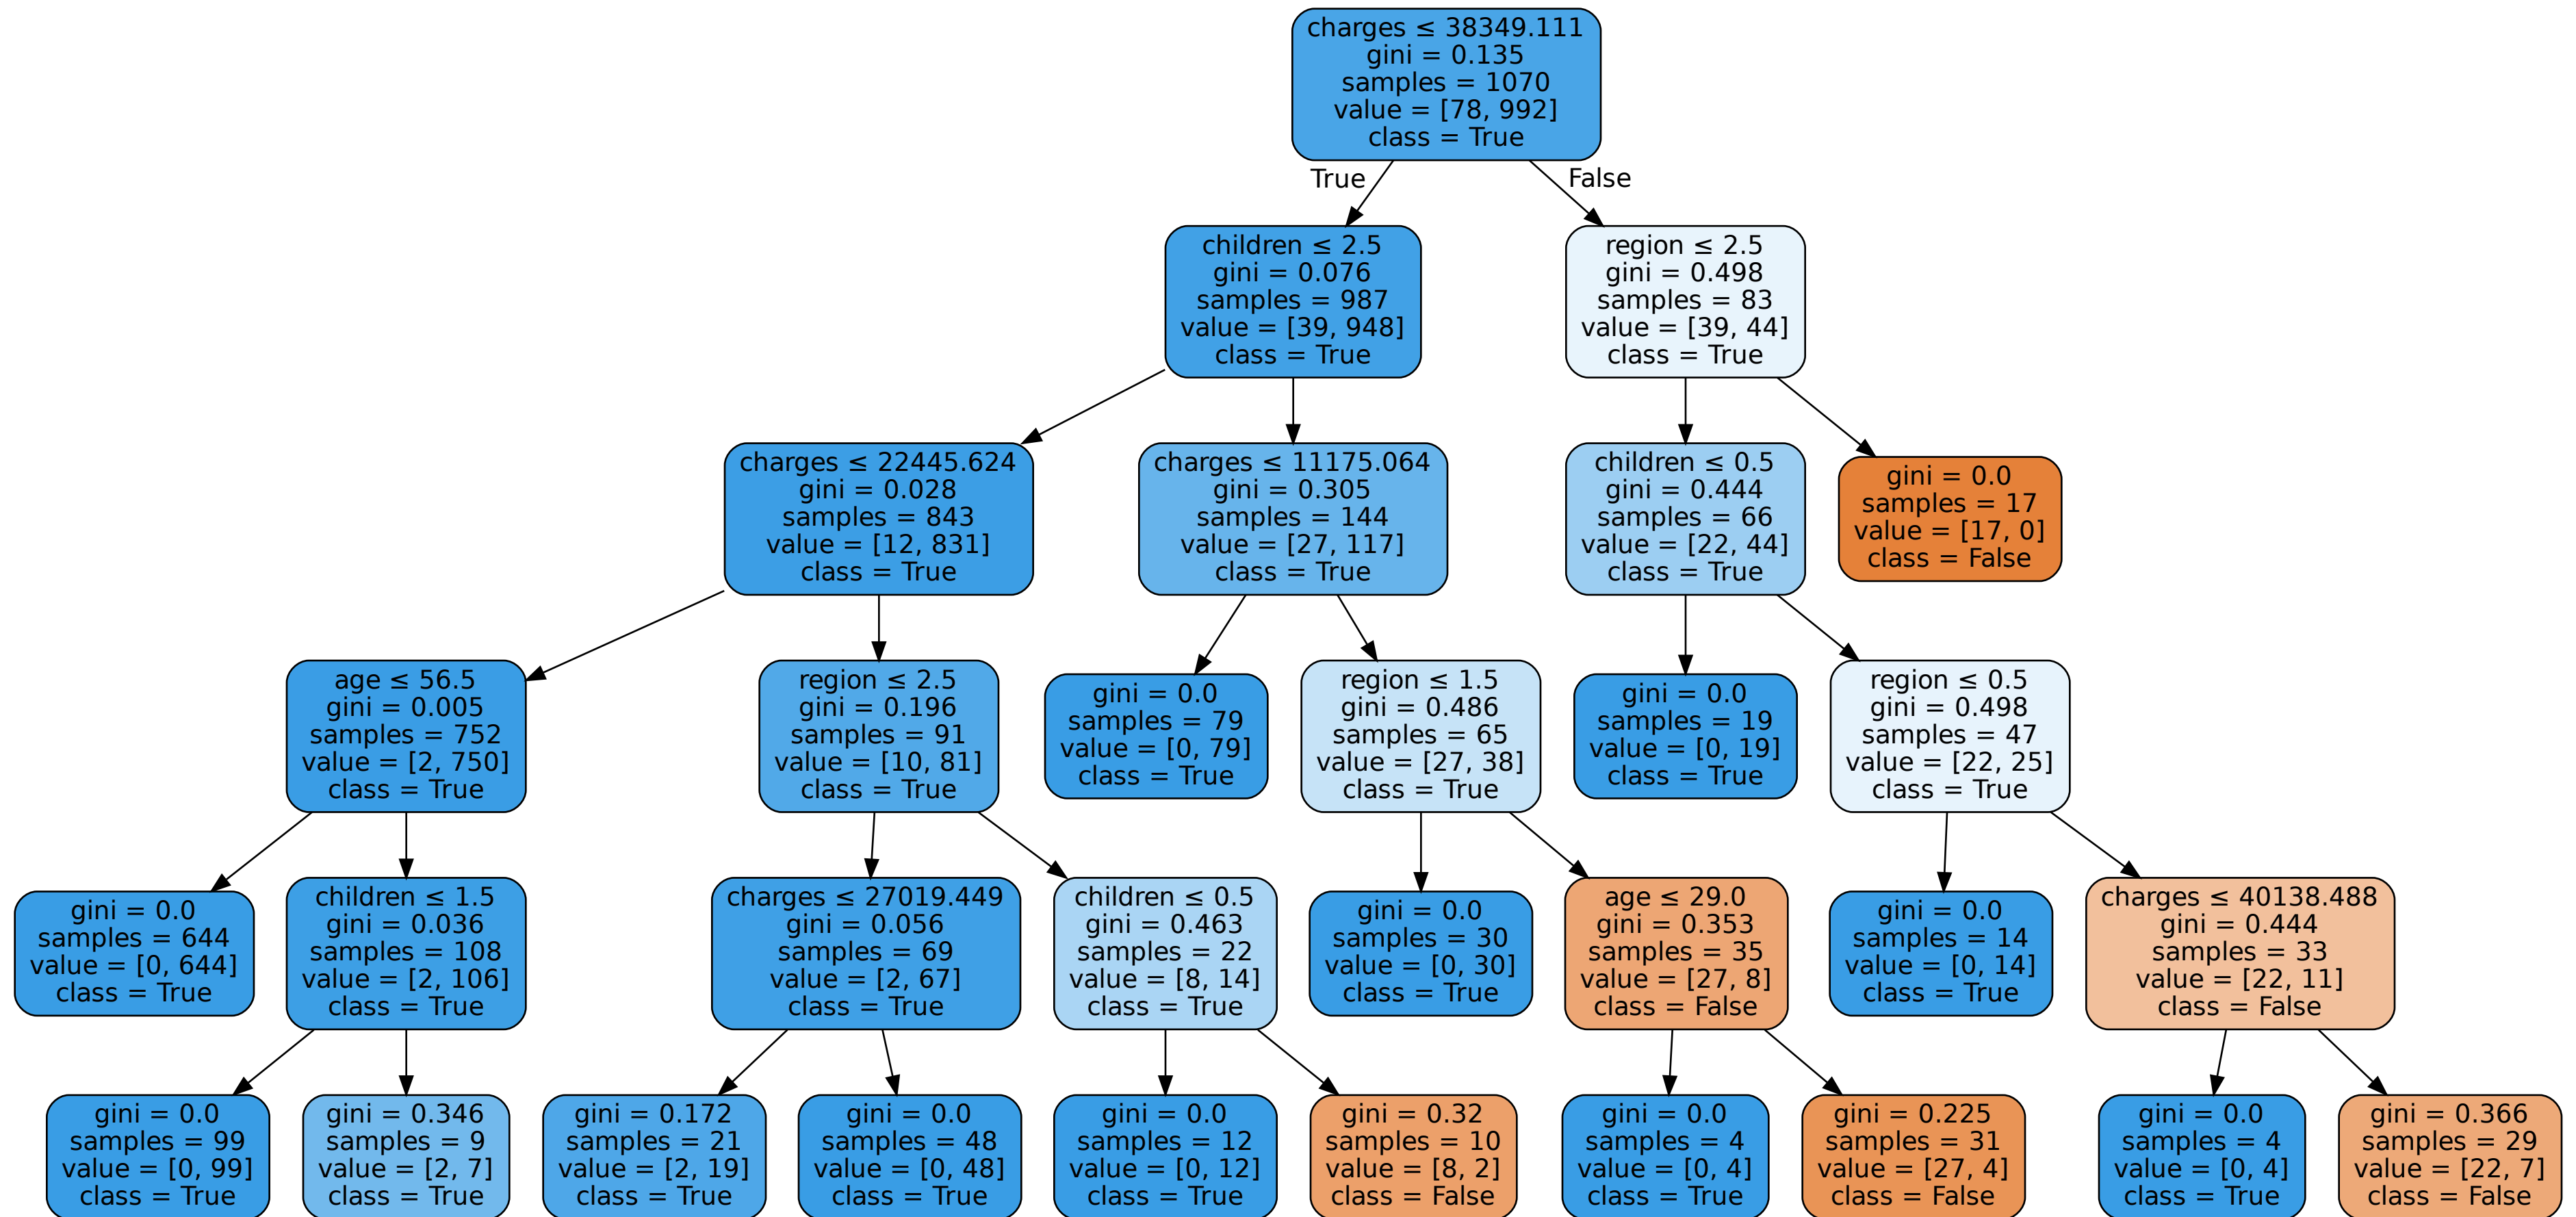 charges ≤ 38349.111
gini = 0.135
samples = 1070
value = [78, 992]
class = True
True
False
children ≤ 2.5
gini = 0.076
samples = 987
value = [39, 948]
class = True
region ≤ 2.5
gini = 0.498
samples = 83
value = [39, 44]
class = True
charges ≤ 22445.624
gini = 0.028
samples = 843
value = [12, 831]
class = True
charges ≤ 11175.064
gini = 0.305
samples = 144
value = [27, 117]
class = True
children ≤ 0.5
gini = 0.444
samples = 66
value = [22, 44]
class = True
gini = 0.0
samples = 17
value = [17, 0]
class = False
age ≤ 56.5
gini = 0.005
samples = 752
value = [2, 750]
class = True
region ≤ 2.5
gini = 0.196
samples = 91
value = [10, 81]
class = True
gini = 0.0
samples = 79
value = [0, 79]
class = True
region ≤ 1.5
gini = 0.486
samples = 65
value = [27, 38]
class = True
gini = 0.0
samples = 19
value = [0, 19]
class = True
region ≤ 0.5
gini = 0.498
samples = 47
value = [22, 25]
class = True
gini = 0.0
samples = 644
value = [0, 644]
class = True
children ≤ 1.5
gini = 0.036
samples = 108
value = [2, 106]
class = True
charges ≤ 27019.449
gini = 0.056
samples = 69
value = [2, 67]
class = True
children ≤ 0.5
gini = 0.463
samples = 22
value = [8, 14]
class = True
gini = 0.0
samples = 30
value = [0, 30]
class = True
age ≤ 29.0
gini = 0.353
samples = 35
value = [27, 8]
class = False
gini = 0.0
samples = 14
value = [0, 14]
class = True
charges ≤ 40138.488
gini = 0.444
samples = 33
value = [22, 11]
class = False
gini = 0.0
samples = 99
value = [0, 99]
class = True
gini = 0.346
samples = 9
value = [2, 7]
class = True
gini = 0.172
samples = 21
value = [2, 19]
class = True
gini = 0.0
samples = 48
value = [0, 48]
class = True
gini = 0.0
samples = 12
value = [0, 12]
class = True
gini = 0.32
samples = 10
value = [8, 2]
class = False
gini = 0.0
samples = 4
value = [0, 4]
class = True
gini = 0.225
samples = 31
value = [27, 4]
class = False
gini = 0.0
samples = 4
value = [0, 4]
class = True
gini = 0.366
samples = 29
value = [22, 7]
class = False